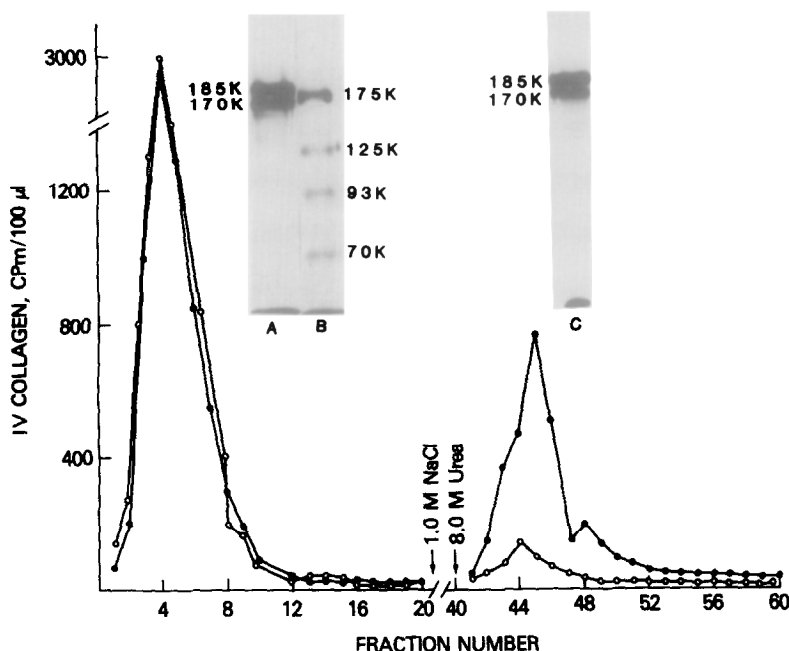 3000
1200
800
400
IV COLLAGEN, CPm/100 µl
185K
170K
175K
125K
93K
70K
A B
185K
170K
C
1.0 M NaCl
8.0 M Urea
4 8 12 16 20 40 44 48 52 56 60
FRACTION NUMBER